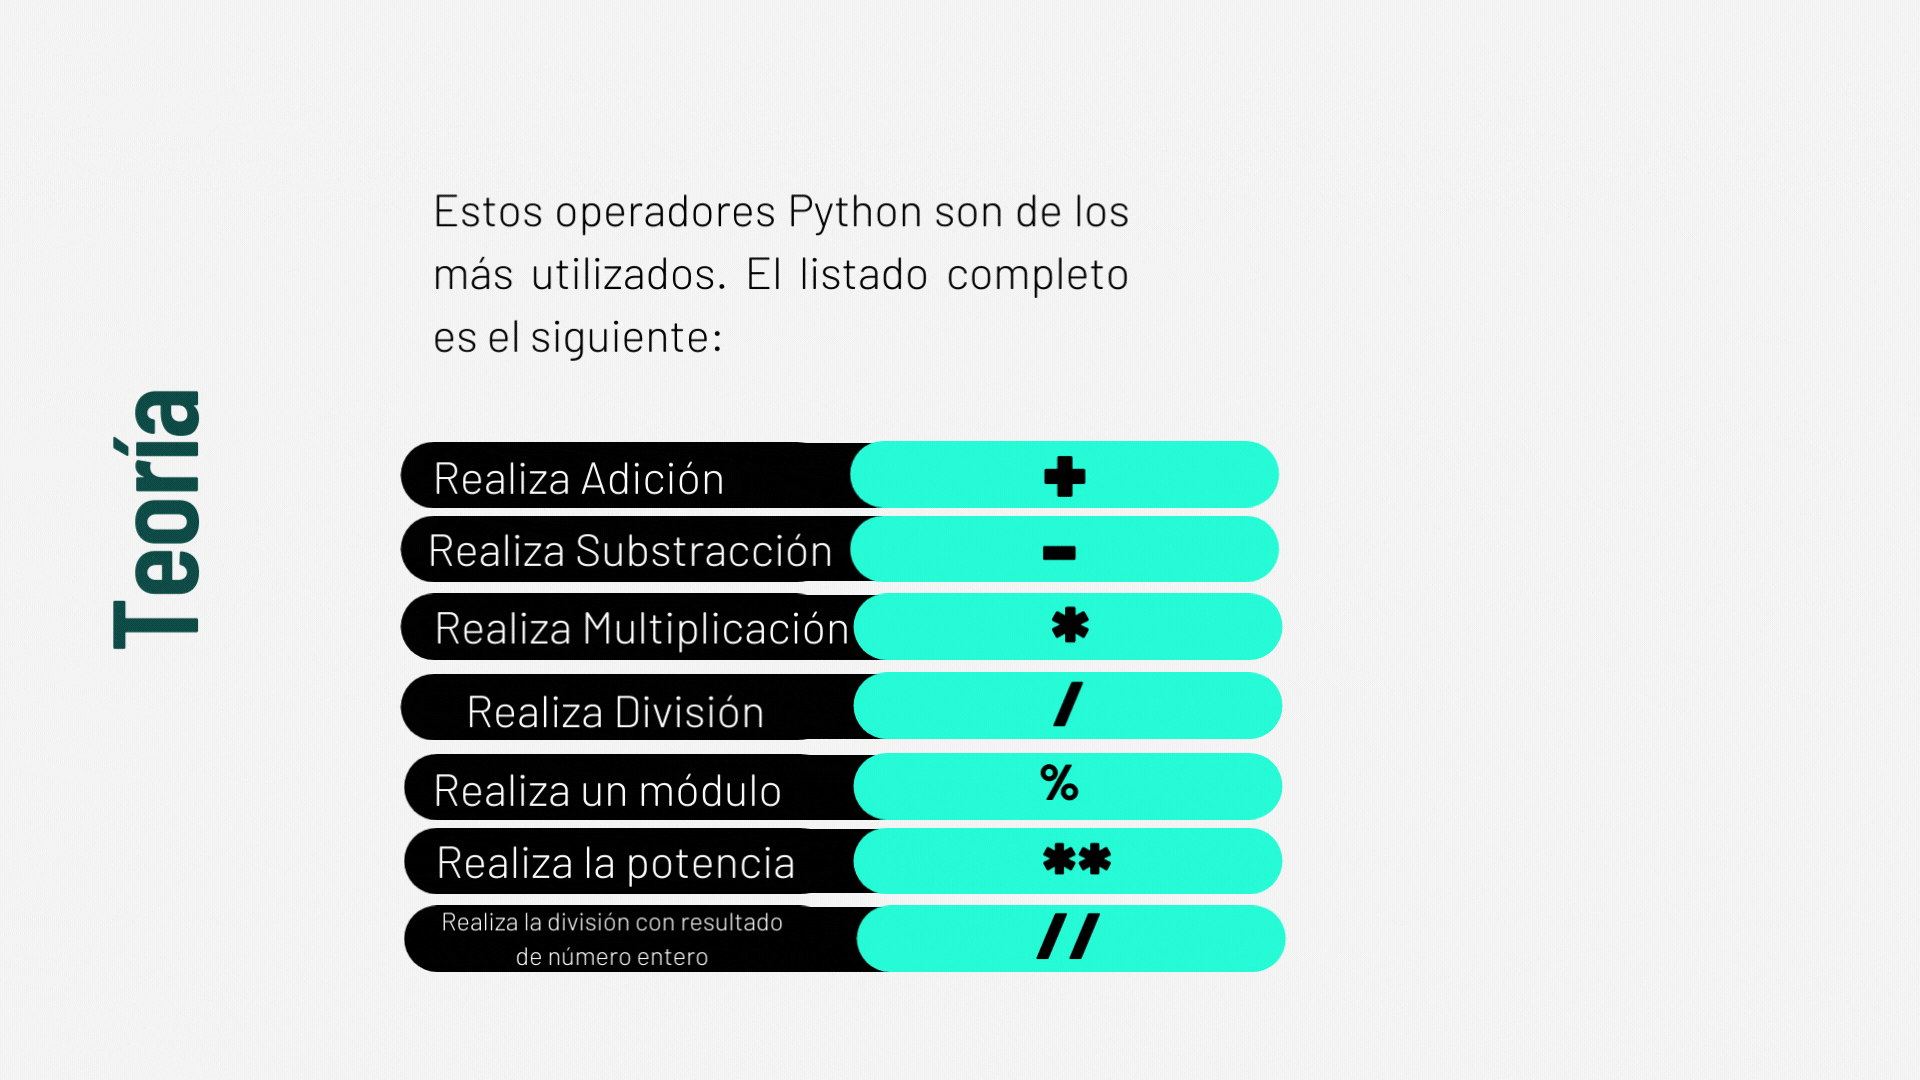 Teoría
Estos operadores Python son de los
más utilizados. El listado completo
es el siguiente:
Realiza Adición +
Realiza Substracción -
Realiza Multiplicación *
Realiza División /
Realiza un módulo %
Realiza la potencia **
Realiza la división con resultado
de número entero //